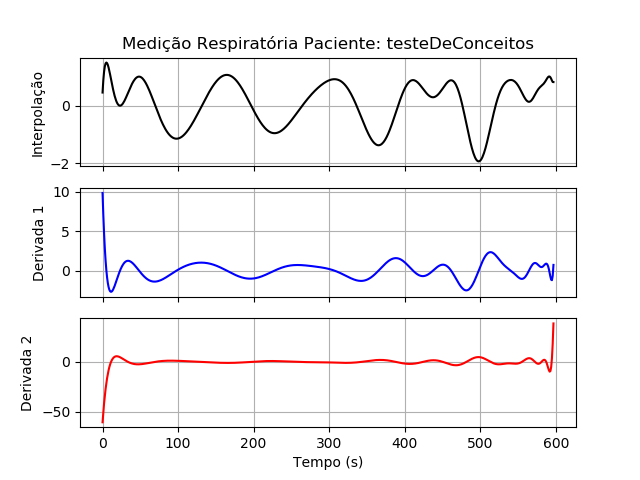 Medição Respiratória Paciente: testeDeConceitos
Interpolação
0
−2
Derivada 1
10
5
0
Derivada 2
0
−50
0 100 200 300 400 500 600
Tempo (s)